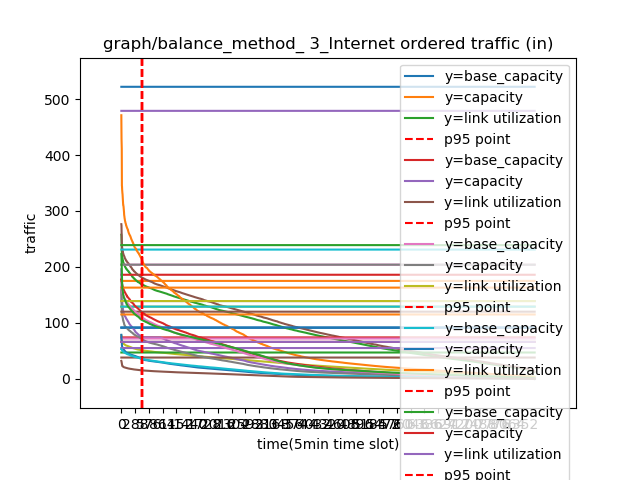 graph/balance_method_ 3_Internet ordered traffic (in)
traffic
500
400
300
200
100
0
time(5min time slot)
y=base_capacity
y=capacity
y=link utilization
p95 point
y=base_capacity
y=capacity
y=link utilization
p95 point
y=base_capacity
y=capacity
y=link utilization
p95 point
y=base_capacity
y=capacity
y=link utilization
p95 point
y=base_capacity
y=capacity
y=link utilization
p95 point